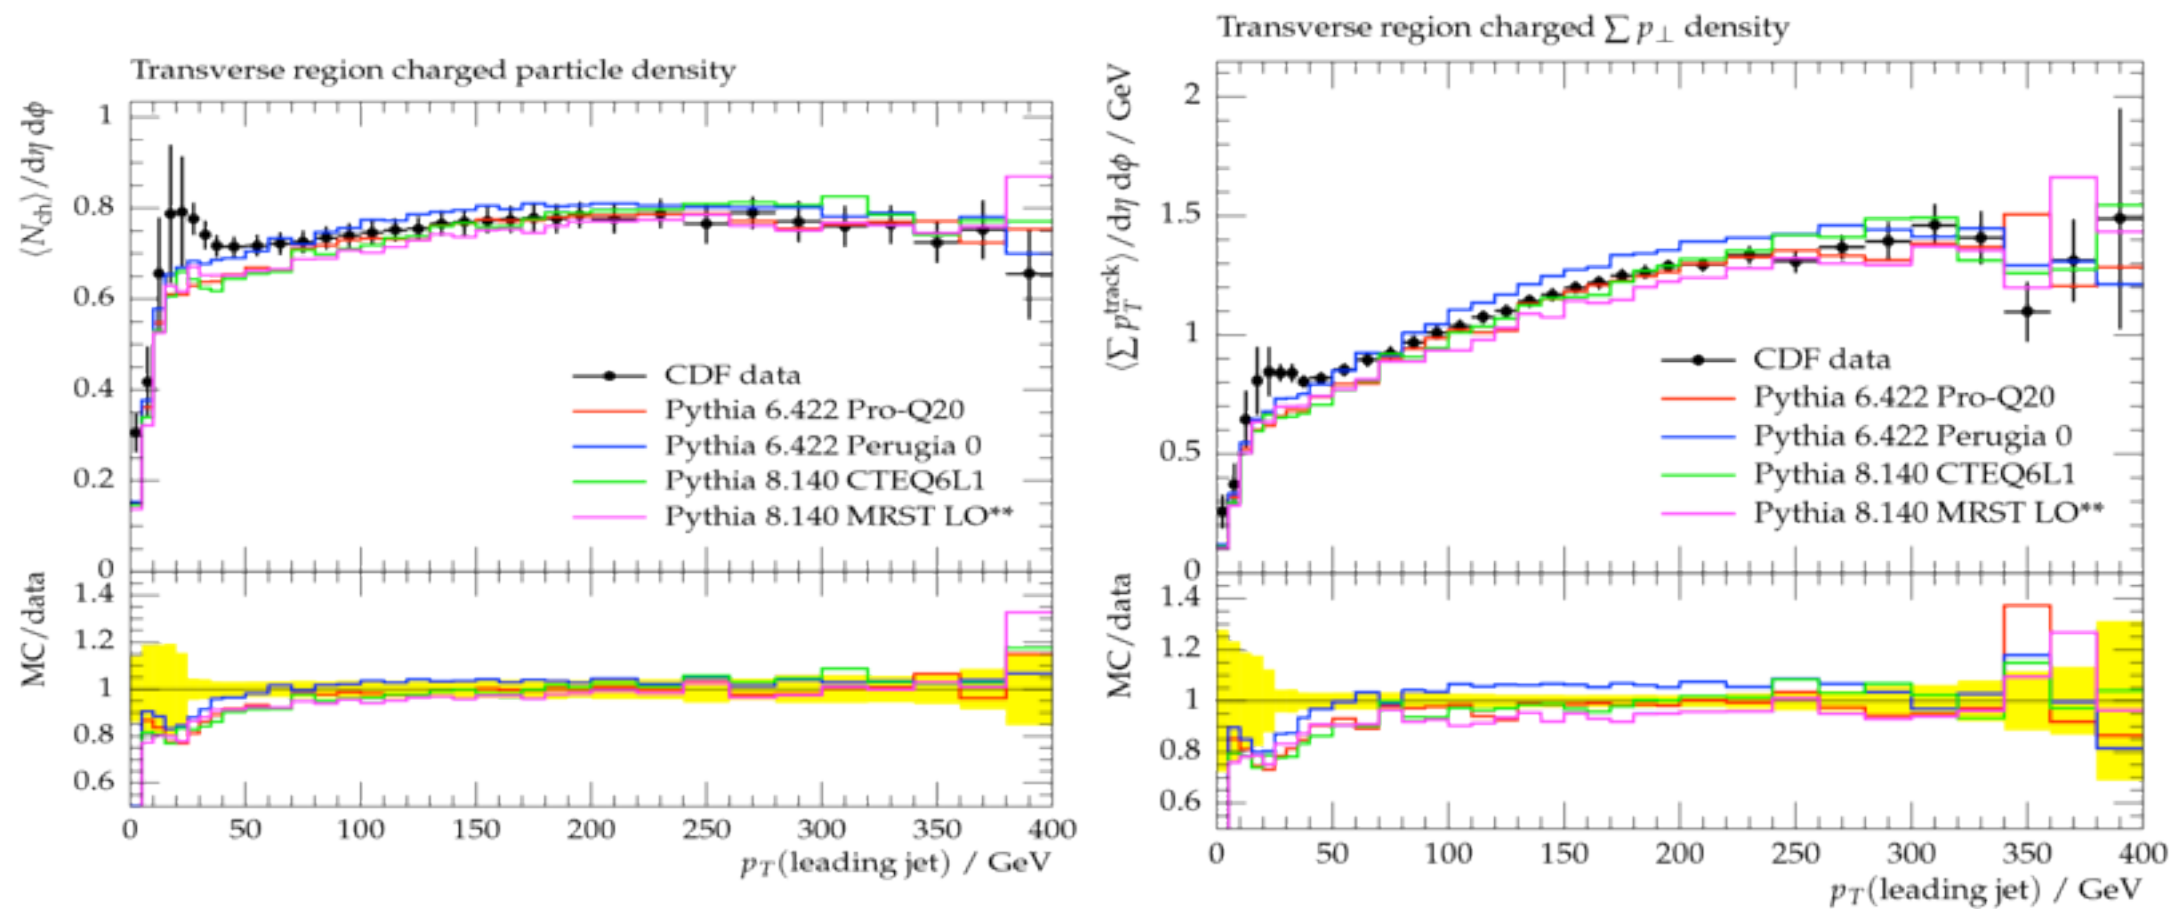 Transverse region charged particle density
⟨N_ch⟩/dη dϕ
1
0.8
0.6
0.4
0.2
0
CDF data
Pythia 6.422 Pro-Q20
Pythia 6.422 Perugia 0
Pythia 8.140 CTEQ6L1
Pythia 8.140 MRST LO**
MC/data
1.4
1.2
1
0.8
0.6
0 50 100 150 200 250 300 350 400
p_T(leading jet) / GeV
Transverse region charged ∑ p_⊥ density
⟨∑ p_T^track⟩/dη dϕ / GeV
2
1.5
1
0.5
0
CDF data
Pythia 6.422 Pro-Q20
Pythia 6.422 Perugia 0
Pythia 8.140 CTEQ6L1
Pythia 8.140 MRST LO**
MC/data
1.4
1.2
1
0.8
0.6
0 50 100 150 200 250 300 350 400
p_T(leading jet) / GeV